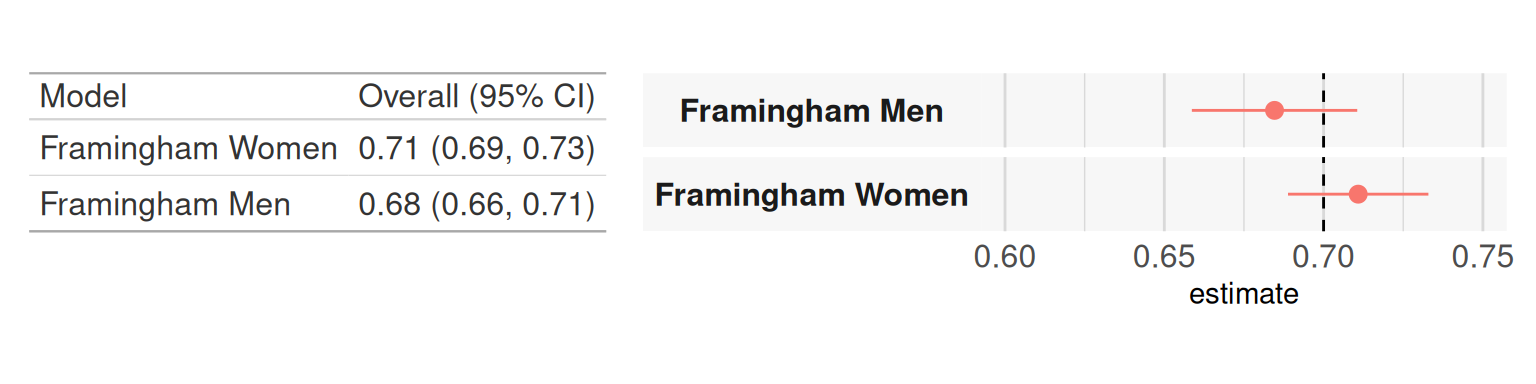 Model Overall (95% CI)
Framingham Women 0.71 (0.69, 0.73)
Framingham Men 0.68 (0.66, 0.71)
Framingham Men
Framingham Women
0.60 0.65 0.70 0.75
estimate